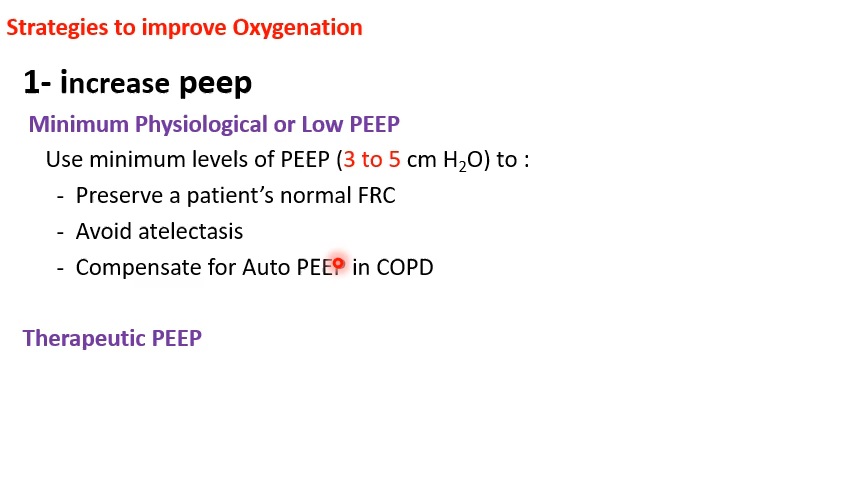 Strategies to improve Oxygenation
1- increase peep
Minimum Physiological or Low PEEP
Use minimum levels of PEEP (3 to 5 cm H₂O) to :
- Preserve a patient’s normal FRC
- Avoid atelectasis
- Compensate for Auto PEEP in COPD
Therapeutic PEEP